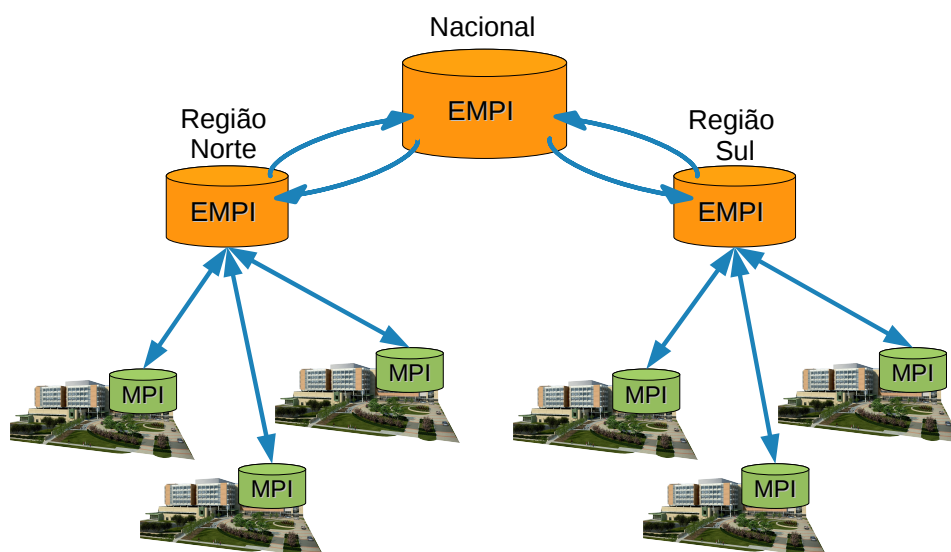 Nacional
EMPI
Região
Norte
Região
Sul
EMPI
EMPI
MPI
MPI
MPI
MPI
MPI
MPI